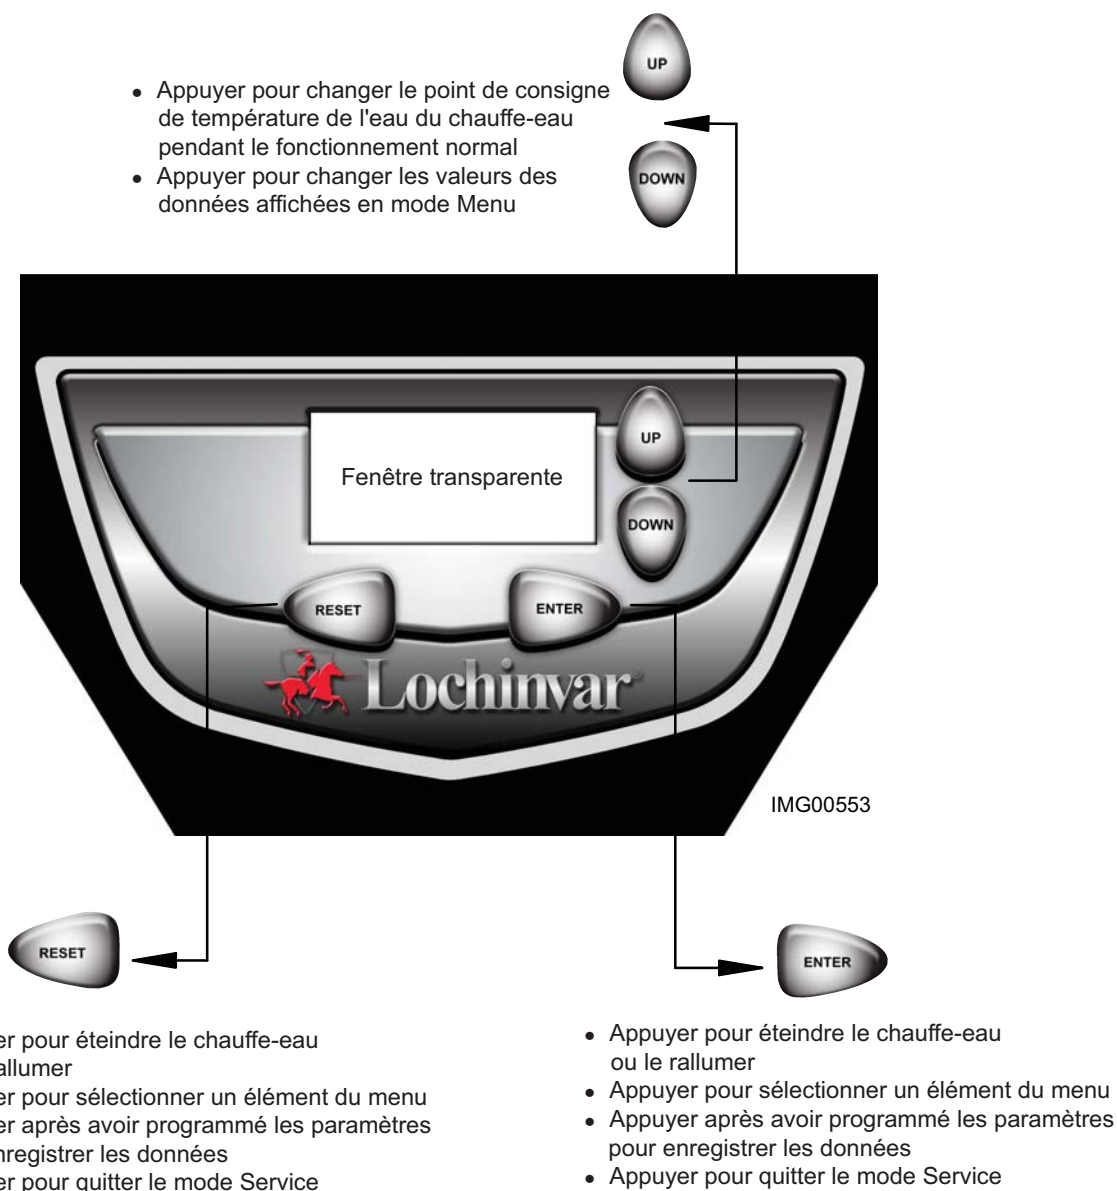 UP
• Appuyer pour changer le point de consigne
de température de l'eau du chauffe-eau
pendant le fonctionnement normal
DOWN
• Appuyer pour changer les valeurs des
données affichées en mode Menu
UP
Fenêtre transparente
DOWN
RESET
ENTER
Lochinvar
IMG00553
RESET
er pour éteindre le chauffe-eau
allumer
er pour sélectionner un élément du menu
er après avoir programmé les paramètres
nregistrer les données
er pour quitter le mode Service
ENTER
• Appuyer pour éteindre le chauffe-eau
ou le rallumer
• Appuyer pour sélectionner un élément du menu
• Appuyer après avoir programmé les paramètres
pour enregistrer les données
• Appuyer pour quitter le mode Service